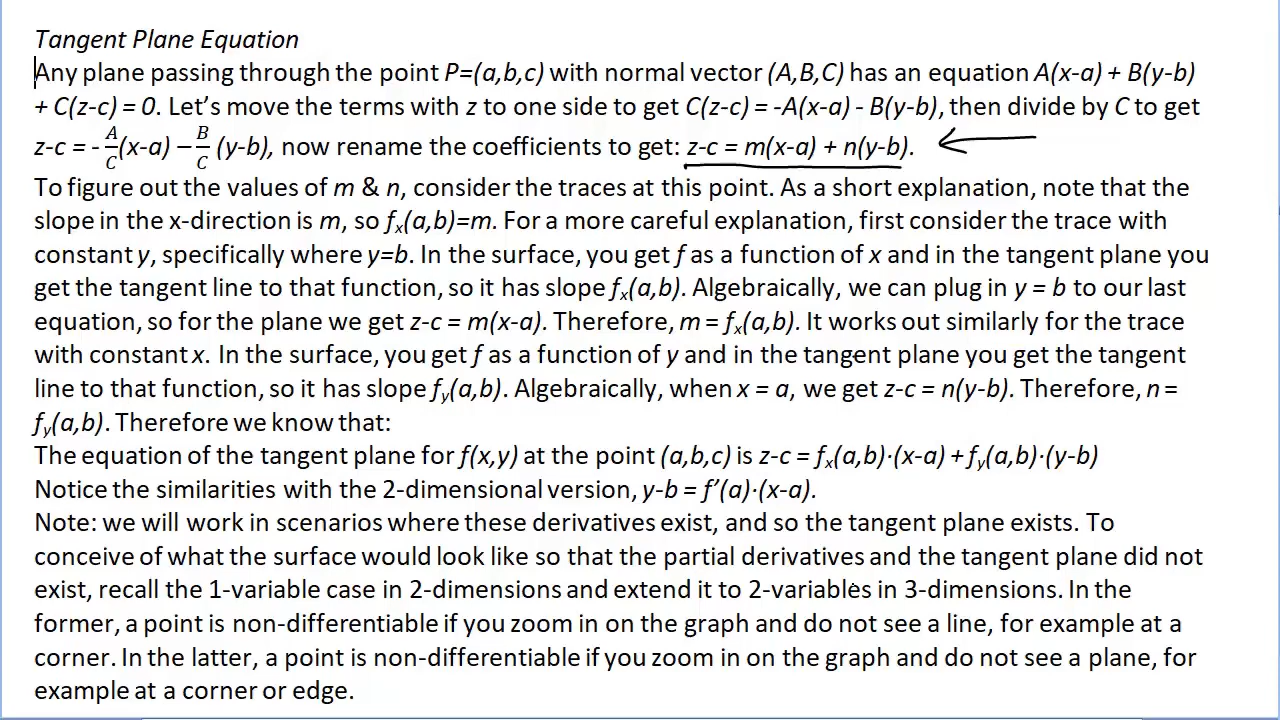 Tangent Plane Equation
Any plane passing through the point P=(a,b,c) with normal vector (A,B,C) has an equation A(x-a) + B(y-b)
+ C(z-c) = 0. Let's move the terms with z to one side to get C(z-c) = -A(x-a) - B(y-b), then divide by C to get
z-c = - A/C (x-a) − B/C (y-b), now rename the coefficients to get: z-c = m(x-a) + n(y-b).
To figure out the values of m & n, consider the traces at this point. As a short explanation, note that the
slope in the x-direction is m, so fₓ(a,b)=m. For a more careful explanation, first consider the trace with
constant y, specifically where y=b. In the surface, you get f as a function of x and in the tangent plane you
get the tangent line to that function, so it has slope fₓ(a,b). Algebraically, we can plug in y = b to our last
equation, so for the plane we get z-c = m(x-a). Therefore, m = fₓ(a,b). It works out similarly for the trace
with constant x. In the surface, you get f as a function of y and in the tangent plane you get the tangent
line to that function, so it has slope f_y(a,b). Algebraically, when x = a, we get z-c = n(y-b). Therefore, n =
f_y(a,b). Therefore we know that:
The equation of the tangent plane for f(x,y) at the point (a,b,c) is z-c = fₓ(a,b)·(x-a) + f_y(a,b)·(y-b)
Notice the similarities with the 2-dimensional version, y-b = f'(a)·(x-a).
Note: we will work in scenarios where these derivatives exist, and so the tangent plane exists. To
conceive of what the surface would look like so that the partial derivatives and the tangent plane did not
exist, recall the 1-variable case in 2-dimensions and extend it to 2-variables in 3-dimensions. In the
former, a point is non-differentiable if you zoom in on the graph and do not see a line, for example at a
corner. In the latter, a point is non-differentiable if you zoom in on the graph and do not see a plane, for
example at a corner or edge.